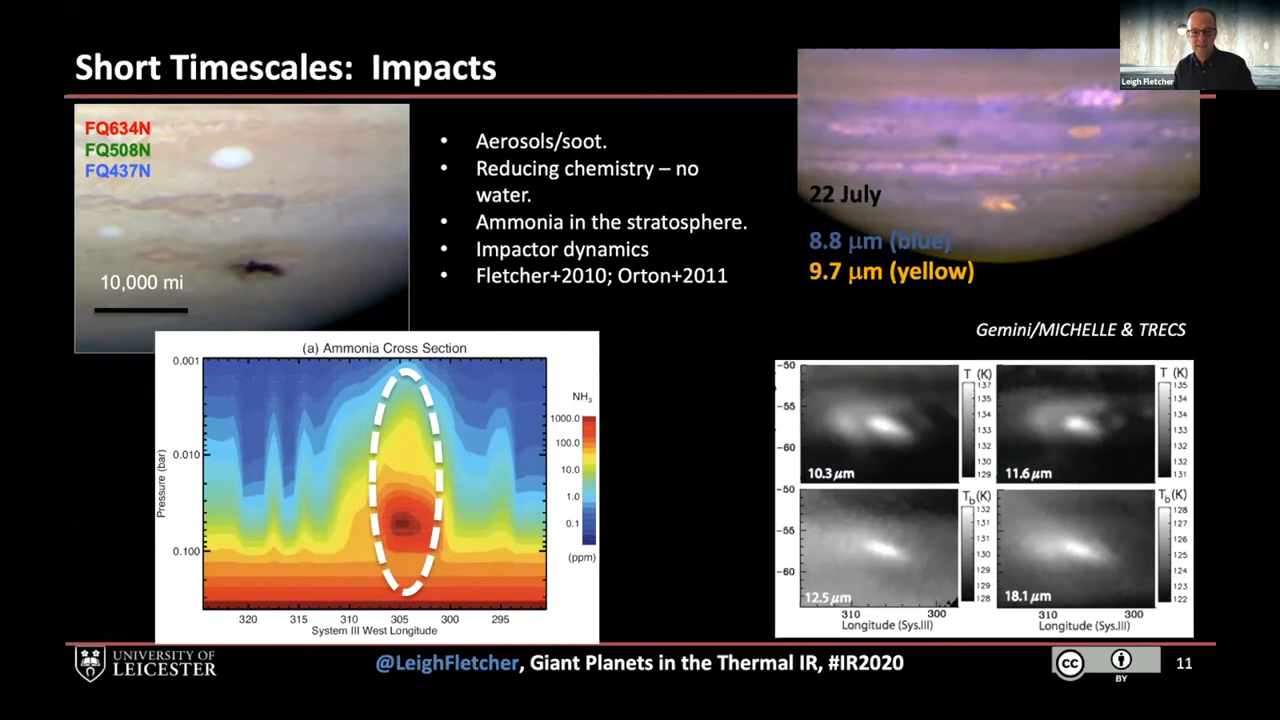 Short Timescales: Impacts
Leigh Fletcher
FQ634N
FQ508N
FQ437N
10,000 mi
• Aerosols/soot.
• Reducing chemistry – no
water.
• Ammonia in the stratosphere.
• Impactor dynamics
• Fletcher+2010; Orton+2011
22 July
8.8 μm (blue)
9.7 μm (yellow)
Gemini/MICHELLE & TRECS
(a) Ammonia Cross Section
0.001
0.010
0.100
Pressure (bar)
320 315 310 305 300 295
System III West Longitude
NH3
1000.0
100.0
10.0
1.0
0.1
(ppm)
-50
-55
-60
10.3 μm
T (K)
137
135
134
133
132
130
129
11.6 μm
T (K)
135
134
134
133
132
132
131
-50
-55
-60
12.5 μm
Tb(K)
132
131
131
130
129
129
128
18.1 μm
Tb(K)
128
127
126
125
124
123
122
310 300
Longitude (Sys.III)
310 300
Longitude (Sys.III)
UNIVERSITY OF
LEICESTER
@LeighFletcher, Giant Planets in the Thermal IR, #IR2020
cc
BY
11